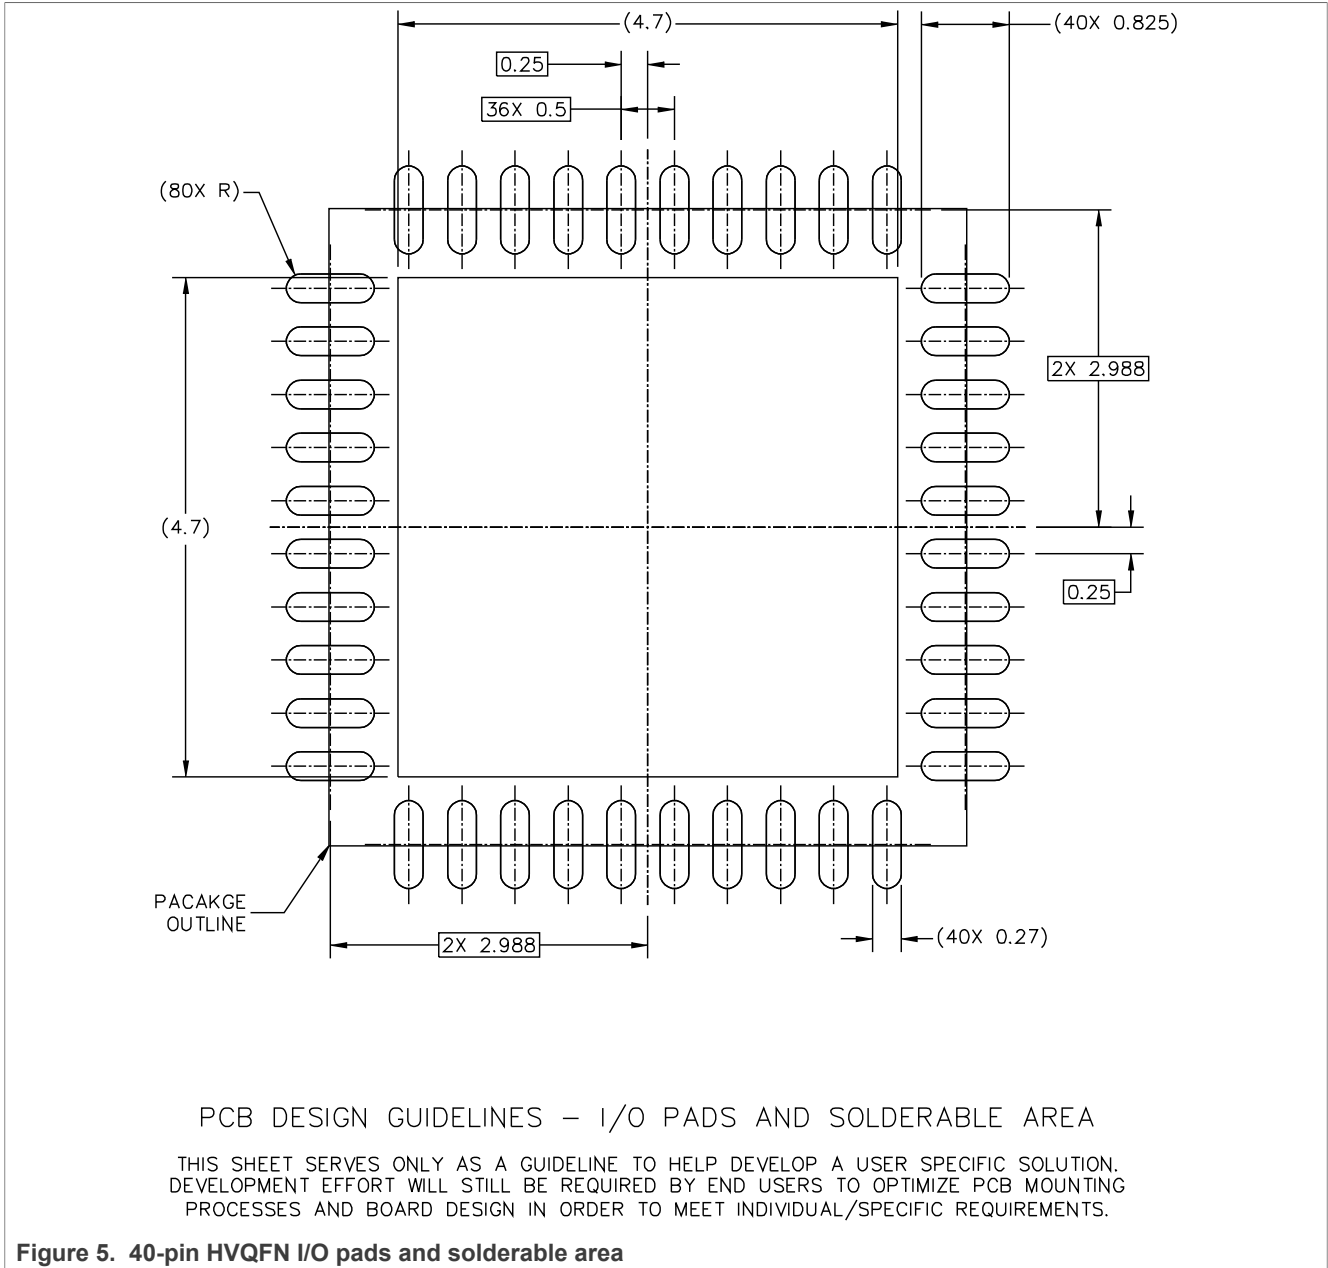 (4.7)
(40X 0.825)
0.25
36X 0.5
(80X R)
2X 2.988
(4.7)
0.25
PACAKGE
OUTLINE
2X 2.988
(40X 0.27)
PCB DESIGN GUIDELINES – I/O PADS AND SOLDERABLE AREA
THIS SHEET SERVES ONLY AS A GUIDELINE TO HELP DEVELOP A USER SPECIFIC SOLUTION.
DEVELOPMENT EFFORT WILL STILL BE REQUIRED BY END USERS TO OPTIMIZE PCB MOUNTING
PROCESSES AND BOARD DESIGN IN ORDER TO MEET INDIVIDUAL/SPECIFIC REQUIREMENTS.
Figure 5. 40-pin HVQFN I/O pads and solderable area